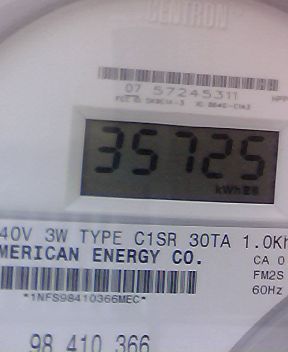 CENTRON
07 57245311
35725
kWh
40V 3W TYPE C1SR 30TA 1.0Kh
MERICAN ENERGY CO.
CA 0
FM2S
60Hz
*1NFS98410366MEC*
98 410 366